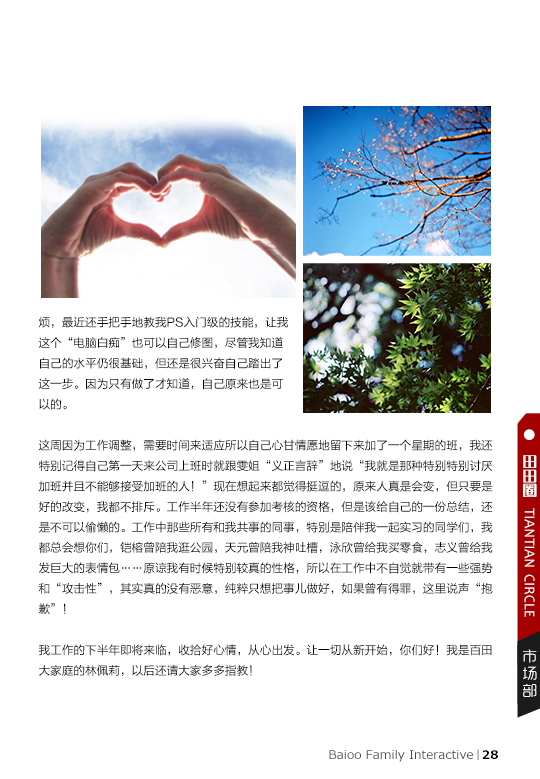 烦，最近还手把手地教我PS入门级的技能，让我
这个“电脑白痴”也可以自己修图，尽管我知道
自己的水平仍很基础，但还是很兴奋自己踏出了
这一步。因为只有做了才知道，自己原来也是可
以的。
这周因为工作调整，需要时间来适应所以自己心甘情愿地留下来加了一个星期的班，我还
特别记得自己第一天来公司上班时就跟雯姐“义正言辞”地说“我就是那种特别特别讨厌
加班并且不能够接受加班的人！”现在想起来都觉得挺逗的，原来人真是会变，但只要是
好的改变，我都不排斥。工作半年还没有参加考核的资格，但是该给自己的一份总结，还
是不可以偷懒的。工作中那些所有和我共事的同事，特别是陪伴我一起实习的同学们，我
都总会想你们，铠榕曾陪我逛公园，天元曾陪我神吐槽，泳欣曾给我买零食，志义曾给我
发巨大的表情包……原谅我有时候特别较真的性格，所以在工作中不自觉就带有一些强势
和“攻击性”，其实真的没有恶意，纯粹只想把事儿做好，如果曾有得罪，这里说声“抱
歉”！
我工作的下半年即将来临，收拾好心情，从心出发。让一切从新开始，你们好！我是百田
大家庭的林佩莉，以后还请大家多多指教！
田田圈 TIANTIAN CIRCLE
市场部
Baioo Family Interactive|28